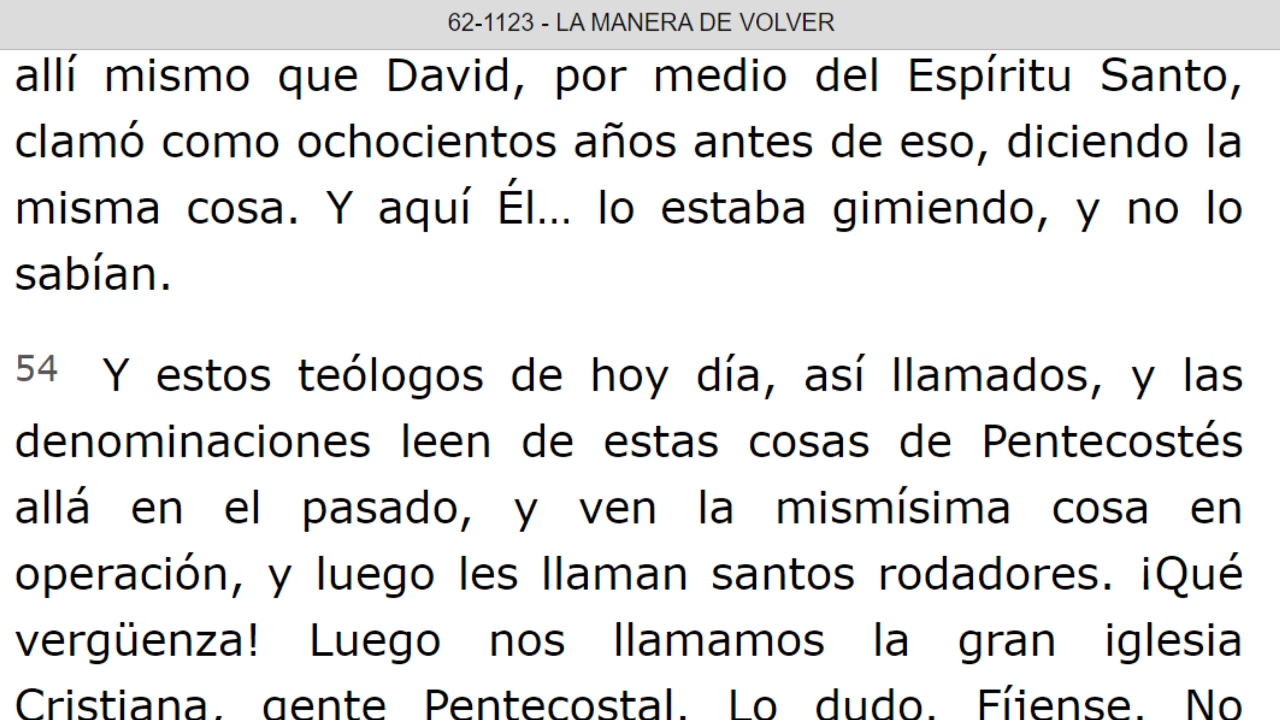 62-1123 - LA MANERA DE VOLVER
allí mismo que David, por medio del Espíritu Santo,
clamó como ochocientos años antes de eso, diciendo la
misma cosa. Y aquí Él… lo estaba gimiendo, y no lo
sabían.
54 Y estos teólogos de hoy día, así llamados, y las
denominaciones leen de estas cosas de Pentecostés
allá en el pasado, y ven la mismísima cosa en
operación, y luego les llaman santos rodadores. ¡Qué
vergüenza! Luego nos llamamos la gran iglesia
Cristiana, gente Pentecostal. Lo dudo. Fíjense. No